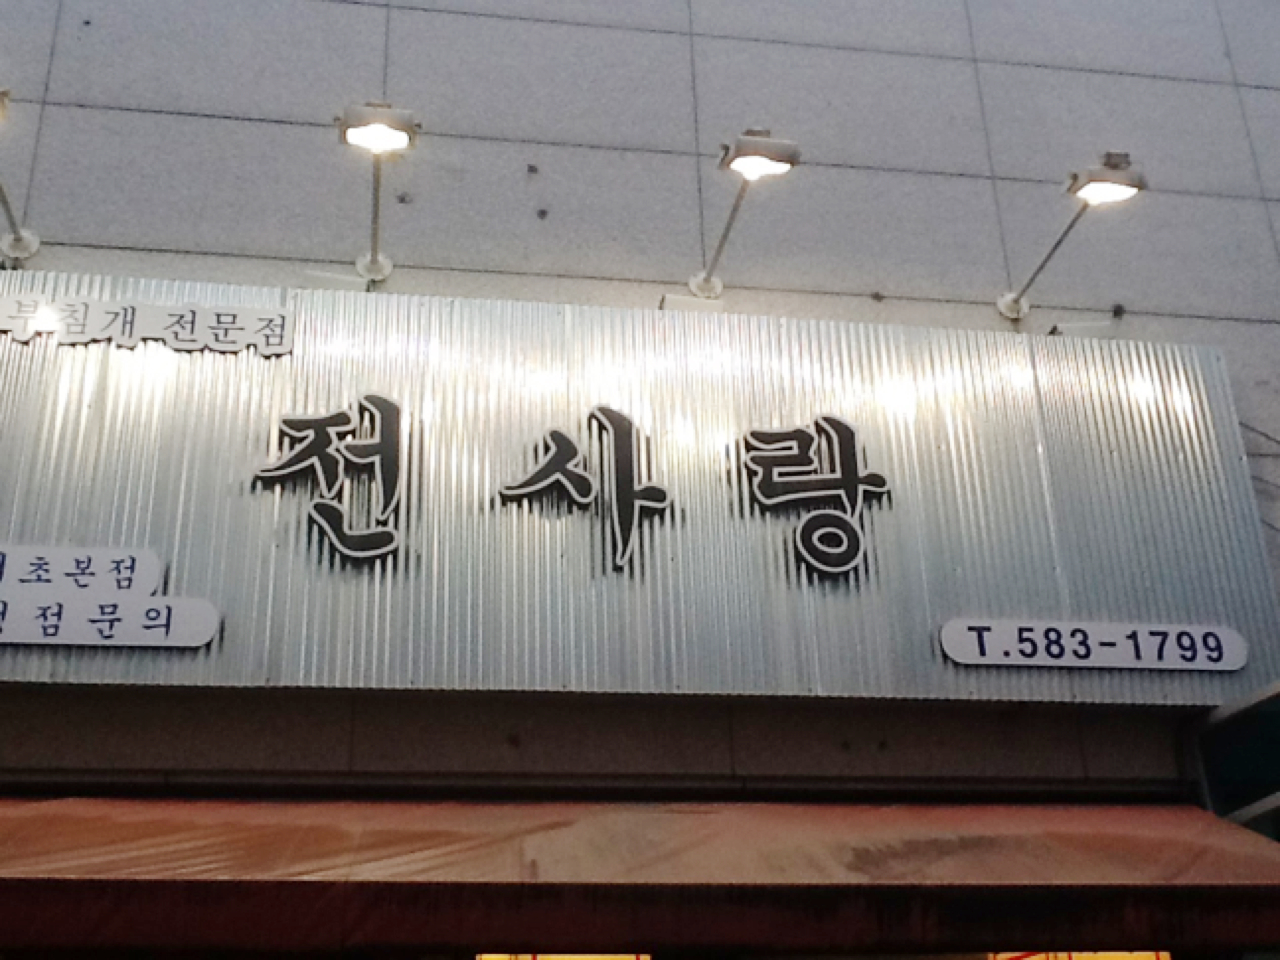 부침개 전문점
전사랑
초본점
점문의
T.583-1799